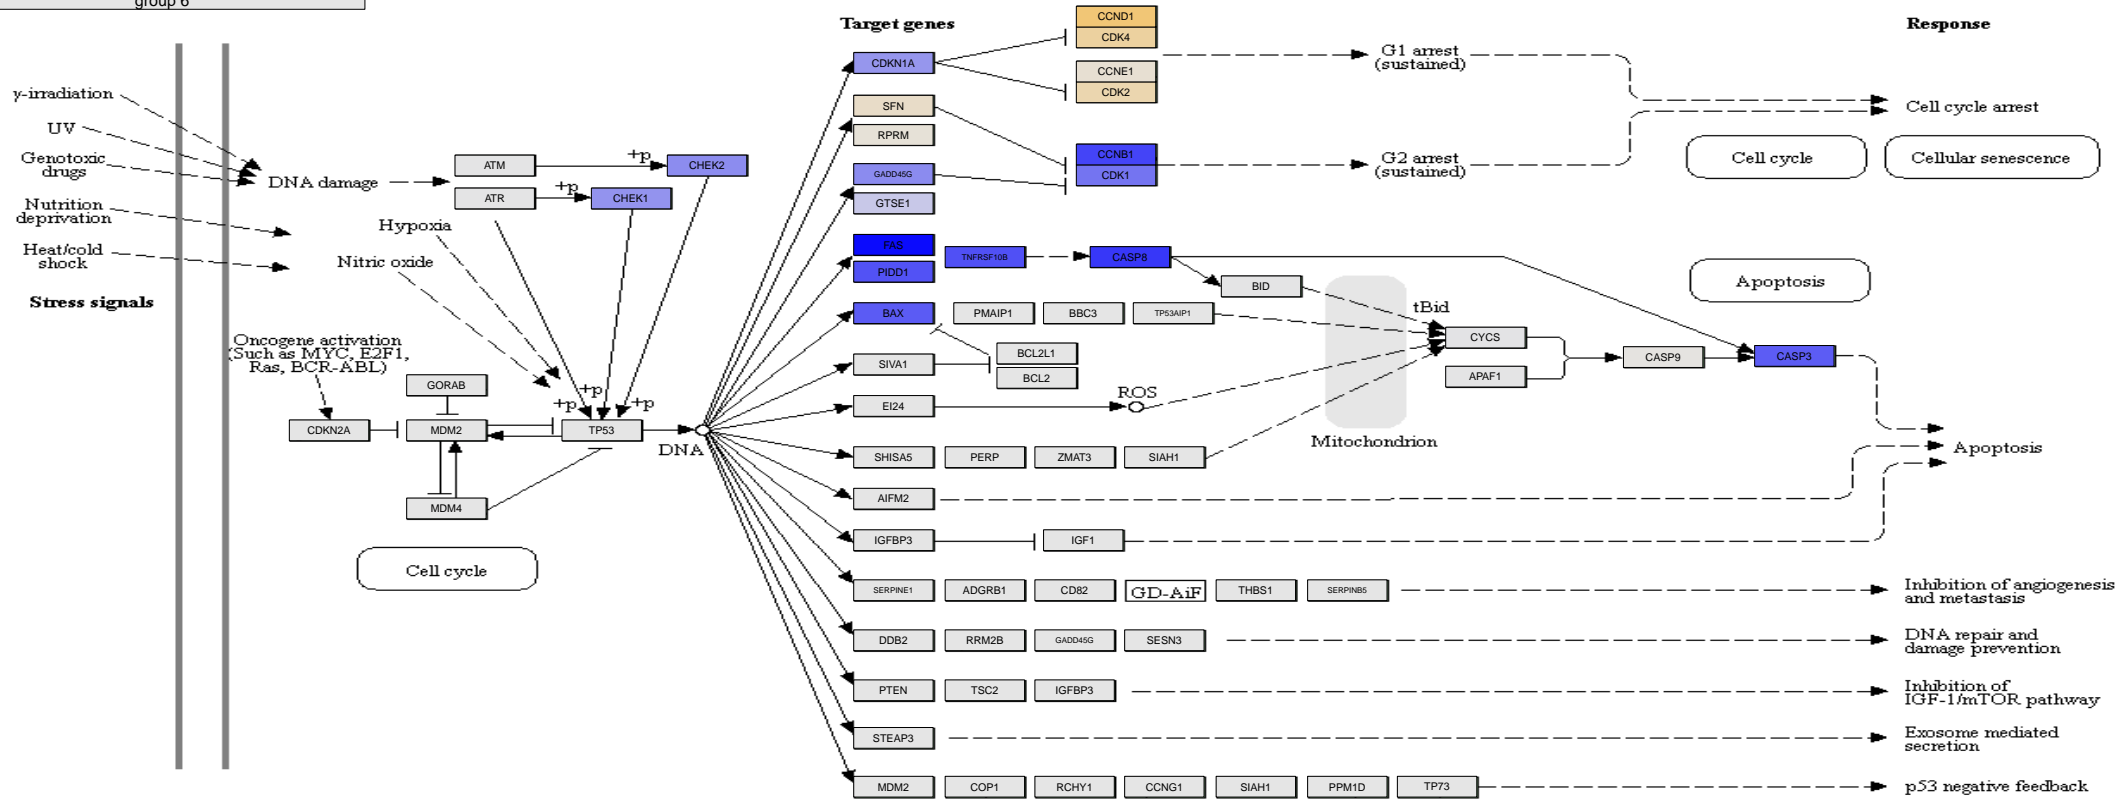 group 6
Target genes
Response
CCND1
CDK4
CDKN1A
G1 arrest
(sustained)
CCNE1
CDK2
γ-irradiation
SFN
Cell cycle arrest
UV
RPRM
Genotoxic
drugs
ATM
+p
CHEK2
CCNB1
CDK1
G2 arrest
(sustained)
Cell cycle
Cellular senescence
DNA damage
GADD45G
ATR
+p
CHEK1
GTSE1
Nutrition
deprivation
Hypoxia
Heat/cold
shock
Nitric oxide
FAS
TNFRSF10B
CASP8
PIDD1
BID
Apoptosis
Stress signals
BAX
PMAIP1
BBC3
TP53AIP1
tBid
CYCS
Oncogene activation
(Such as MYC, E2F1,
Ras, BCR-ABL)
BCL2L1
SIVA1
BCL2
CASP9
CASP3
APAF1
GORAB
+p
+p
+p
EI24
ROS
CDKN2A
MDM2
TP53
DNA
Mitochondrion
Apoptosis
SHISA5
PERP
ZMAT3
SIAH1
MDM4
AIFM2
IGFBP3
IGF1
Cell cycle
SERPINE1
ADGRB1
CD82
GD-AiF
THBS1
SERPINB5
Inhibition of angiogenesis
and metastasis
DDB2
RRM2B
GADD45G
SESN3
DNA repair and
damage prevention
PTEN
TSC2
IGFBP3
Inhibition of
IGF-1/mTOR pathway
STEAP3
Exosome mediated
secretion
MDM2
COP1
RCHY1
CCNG1
SIAH1
PPM1D
TP73
p53 negative feedback